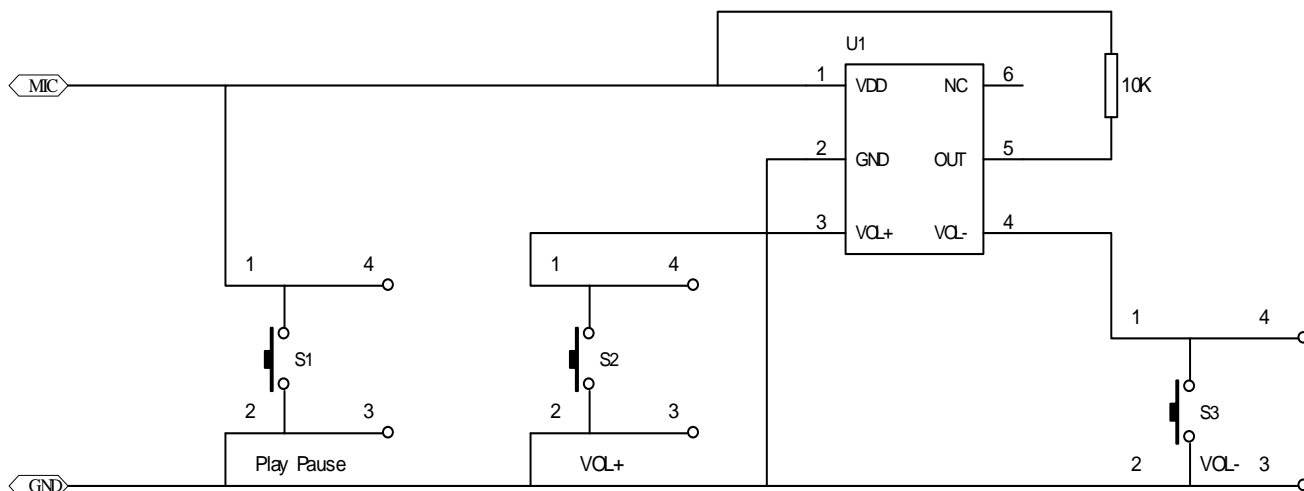 U1
MIC
1 VDD NC 6
10K
2 GND OUT 5
3 VOL+ VOL- 4
1 4
1 4
1 4
S1
S2
S3
2 3
2 3
2 VOL- 3
Play Pause
VOL+
GND